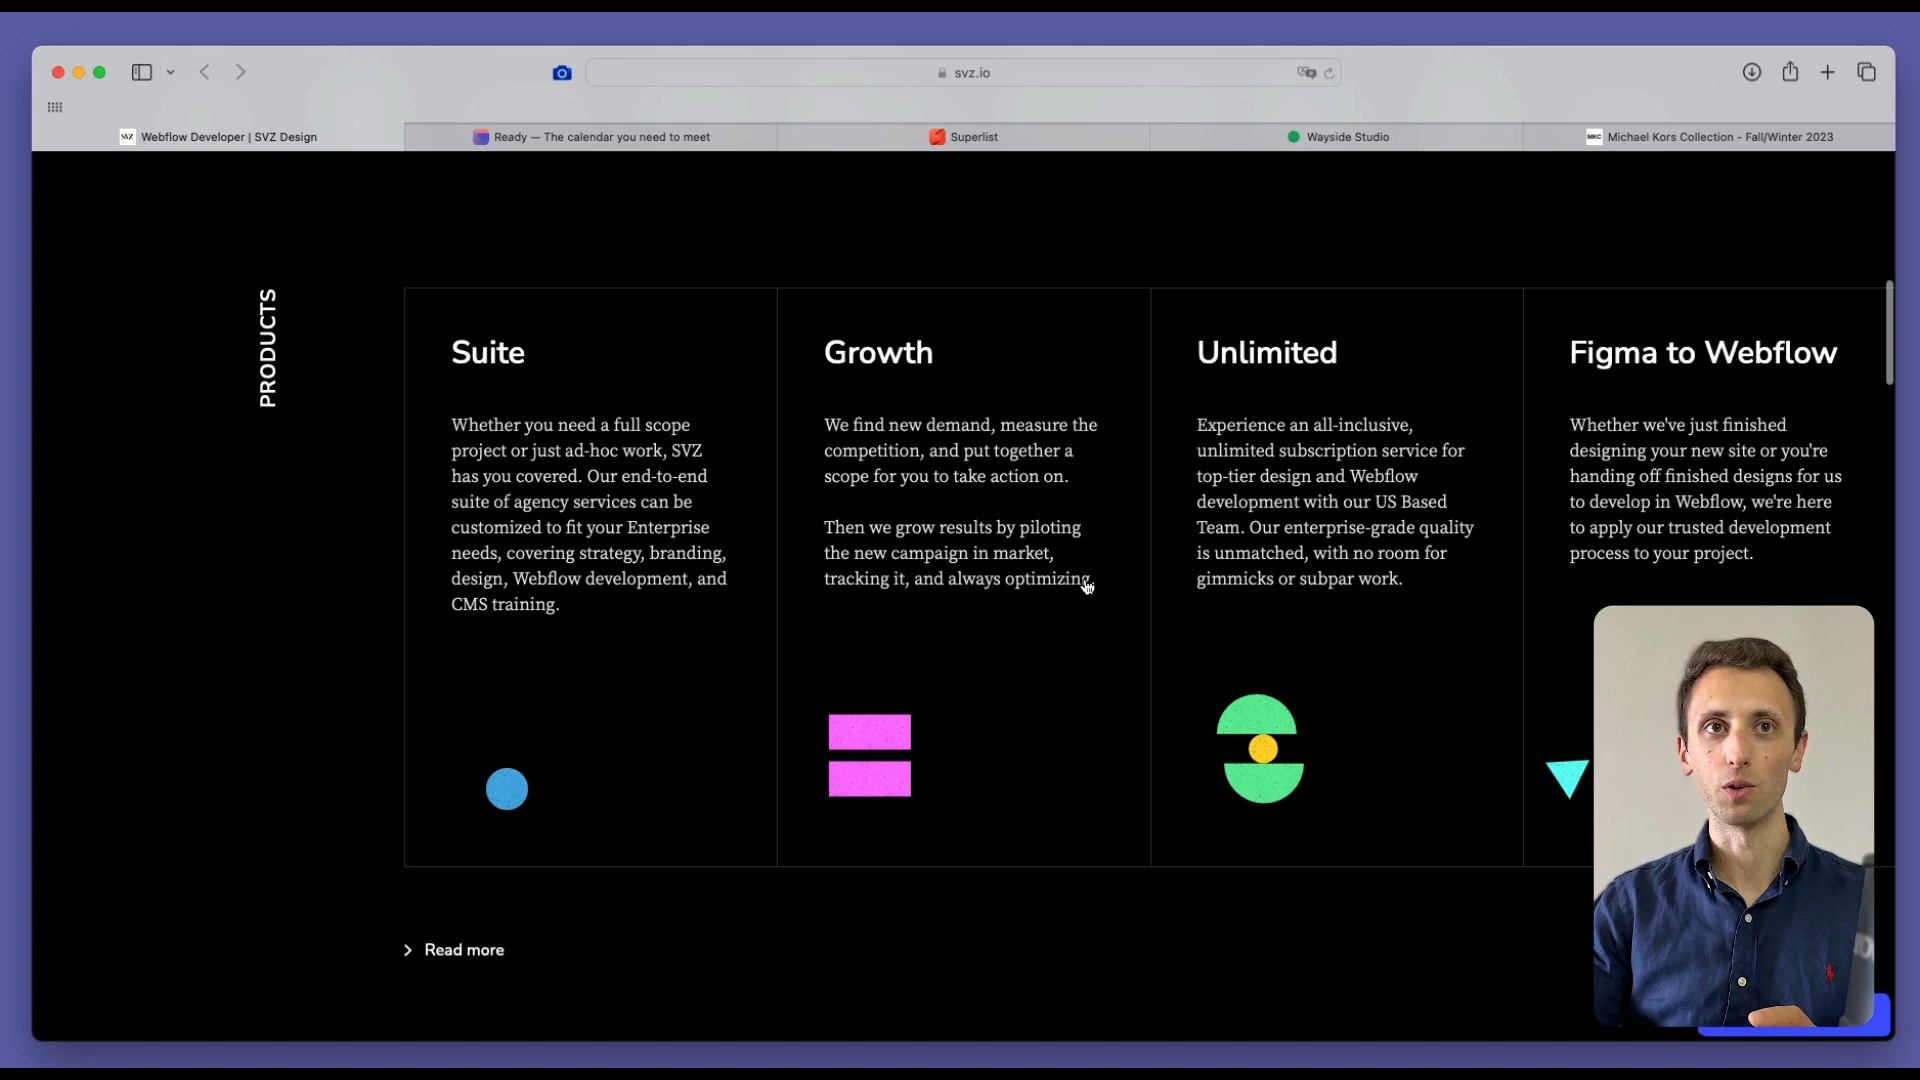 svz.io
SVZ Webflow Developer | SVZ Design
Ready — The calendar you need to meet
Superlist
Wayside Studio
MKC Michael Kors Collection - Fall/Winter 2023
PRODUCTS
Suite
Whether you need a full scope
project or just ad-hoc work, SVZ
has you covered. Our end-to-end
suite of agency services can be
customized to fit your Enterprise
needs, covering strategy, branding,
design, Webflow development, and
CMS training.
Growth
We find new demand, measure the
competition, and put together a
scope for you to take action on.
Then we grow results by piloting
the new campaign in market,
tracking it, and always optimizing.
Unlimited
Experience an all-inclusive,
unlimited subscription service for
top-tier design and Webflow
development with our US Based
Team. Our enterprise-grade quality
is unmatched, with no room for
gimmicks or subpar work.
Figma to Webflow
Whether we've just finished
designing your new site or you're
handing off finished designs for us
to develop in Webflow, we're here
to apply our trusted development
process to your project.
Read more